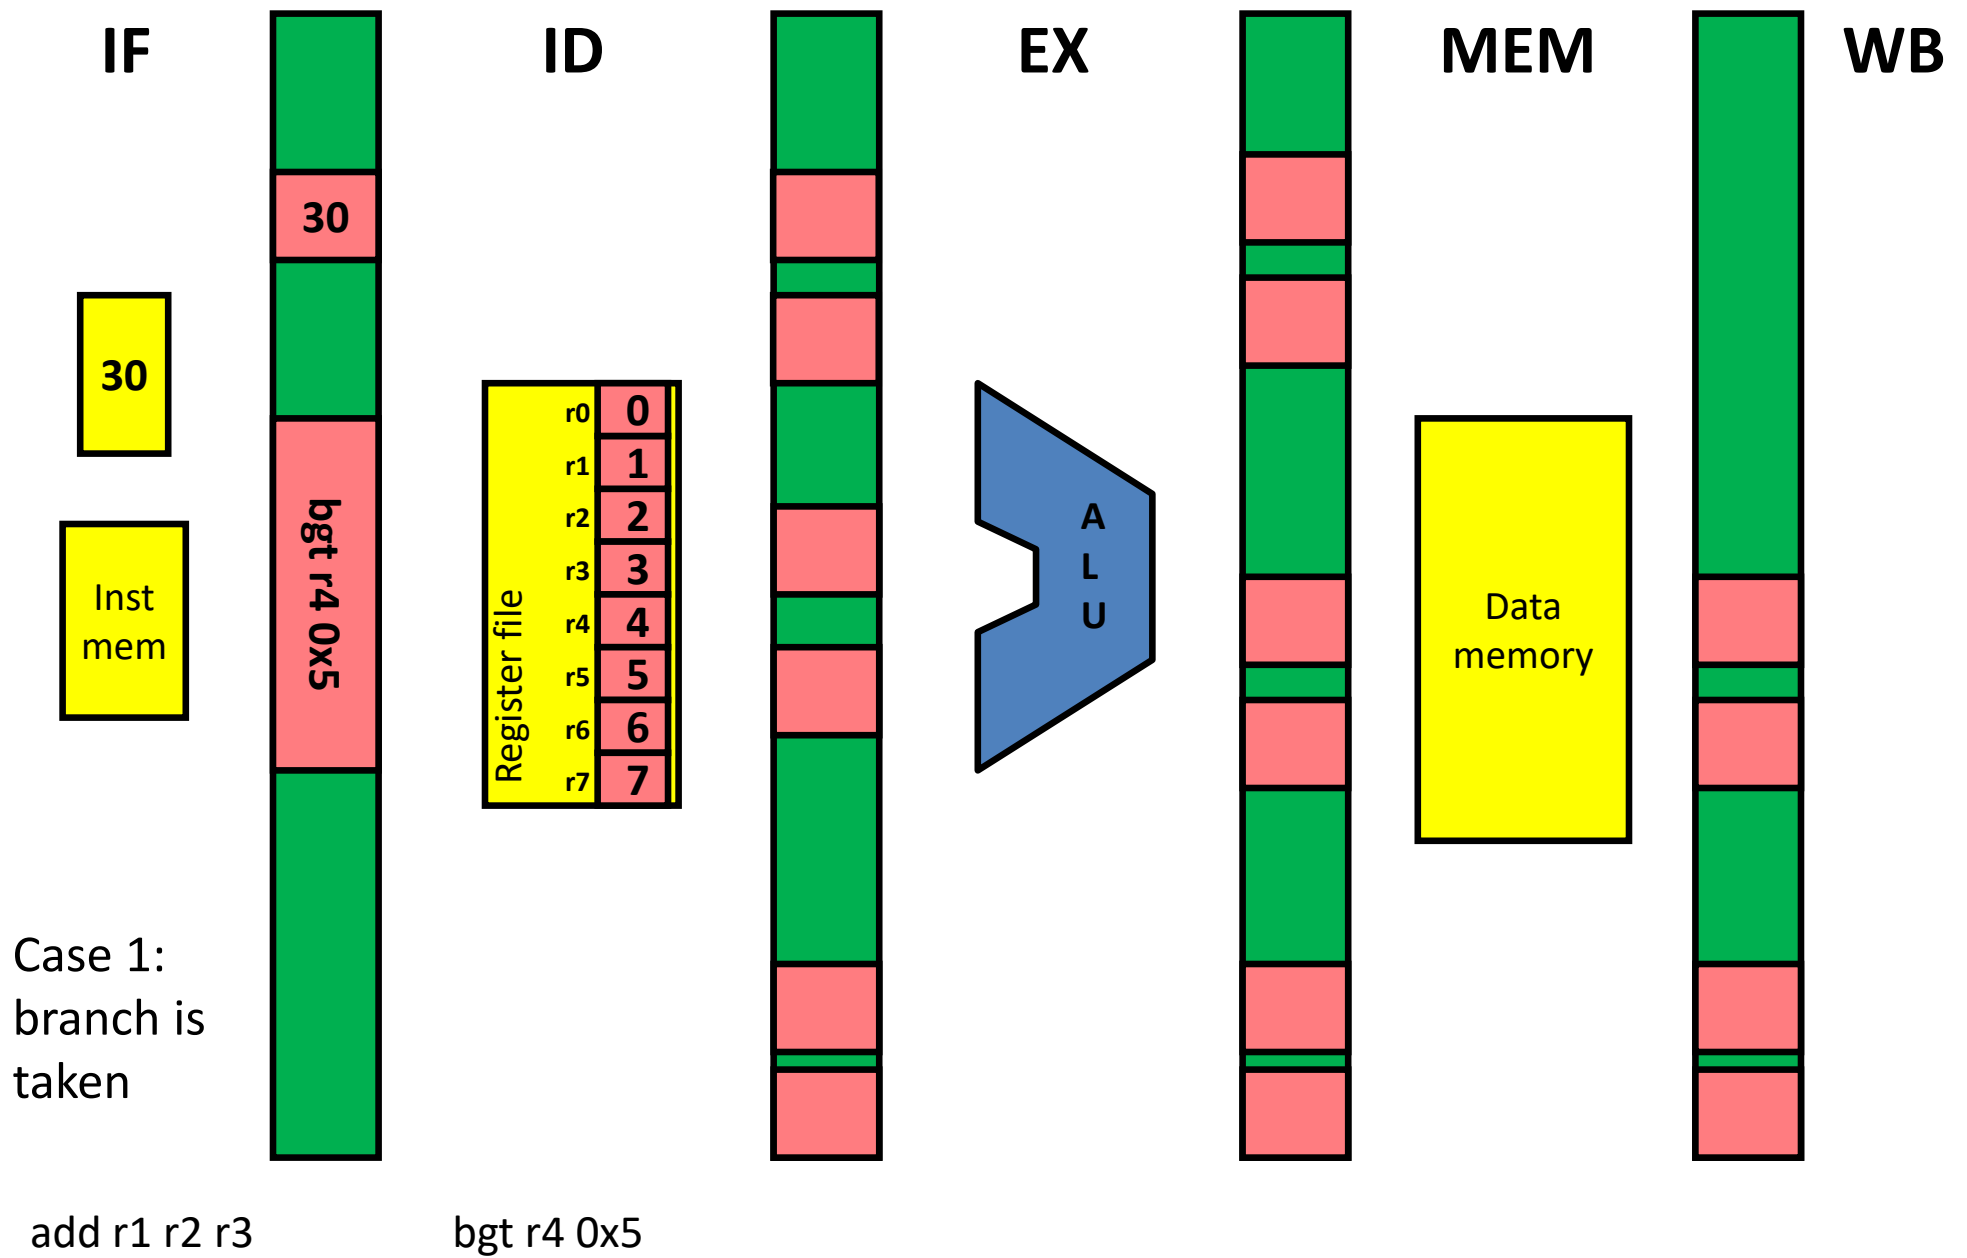 IF
ID
EX
MEM
WB
30
30
bgt r4 0x5
Inst
mem
Register file
r0 0
r1 1
r2 2
r3 3
r4 4
r5 5
r6 6
r7 7
A
L
U
Data
memory
Case 1:
branch is
taken
add r1 r2 r3
bgt r4 0x5